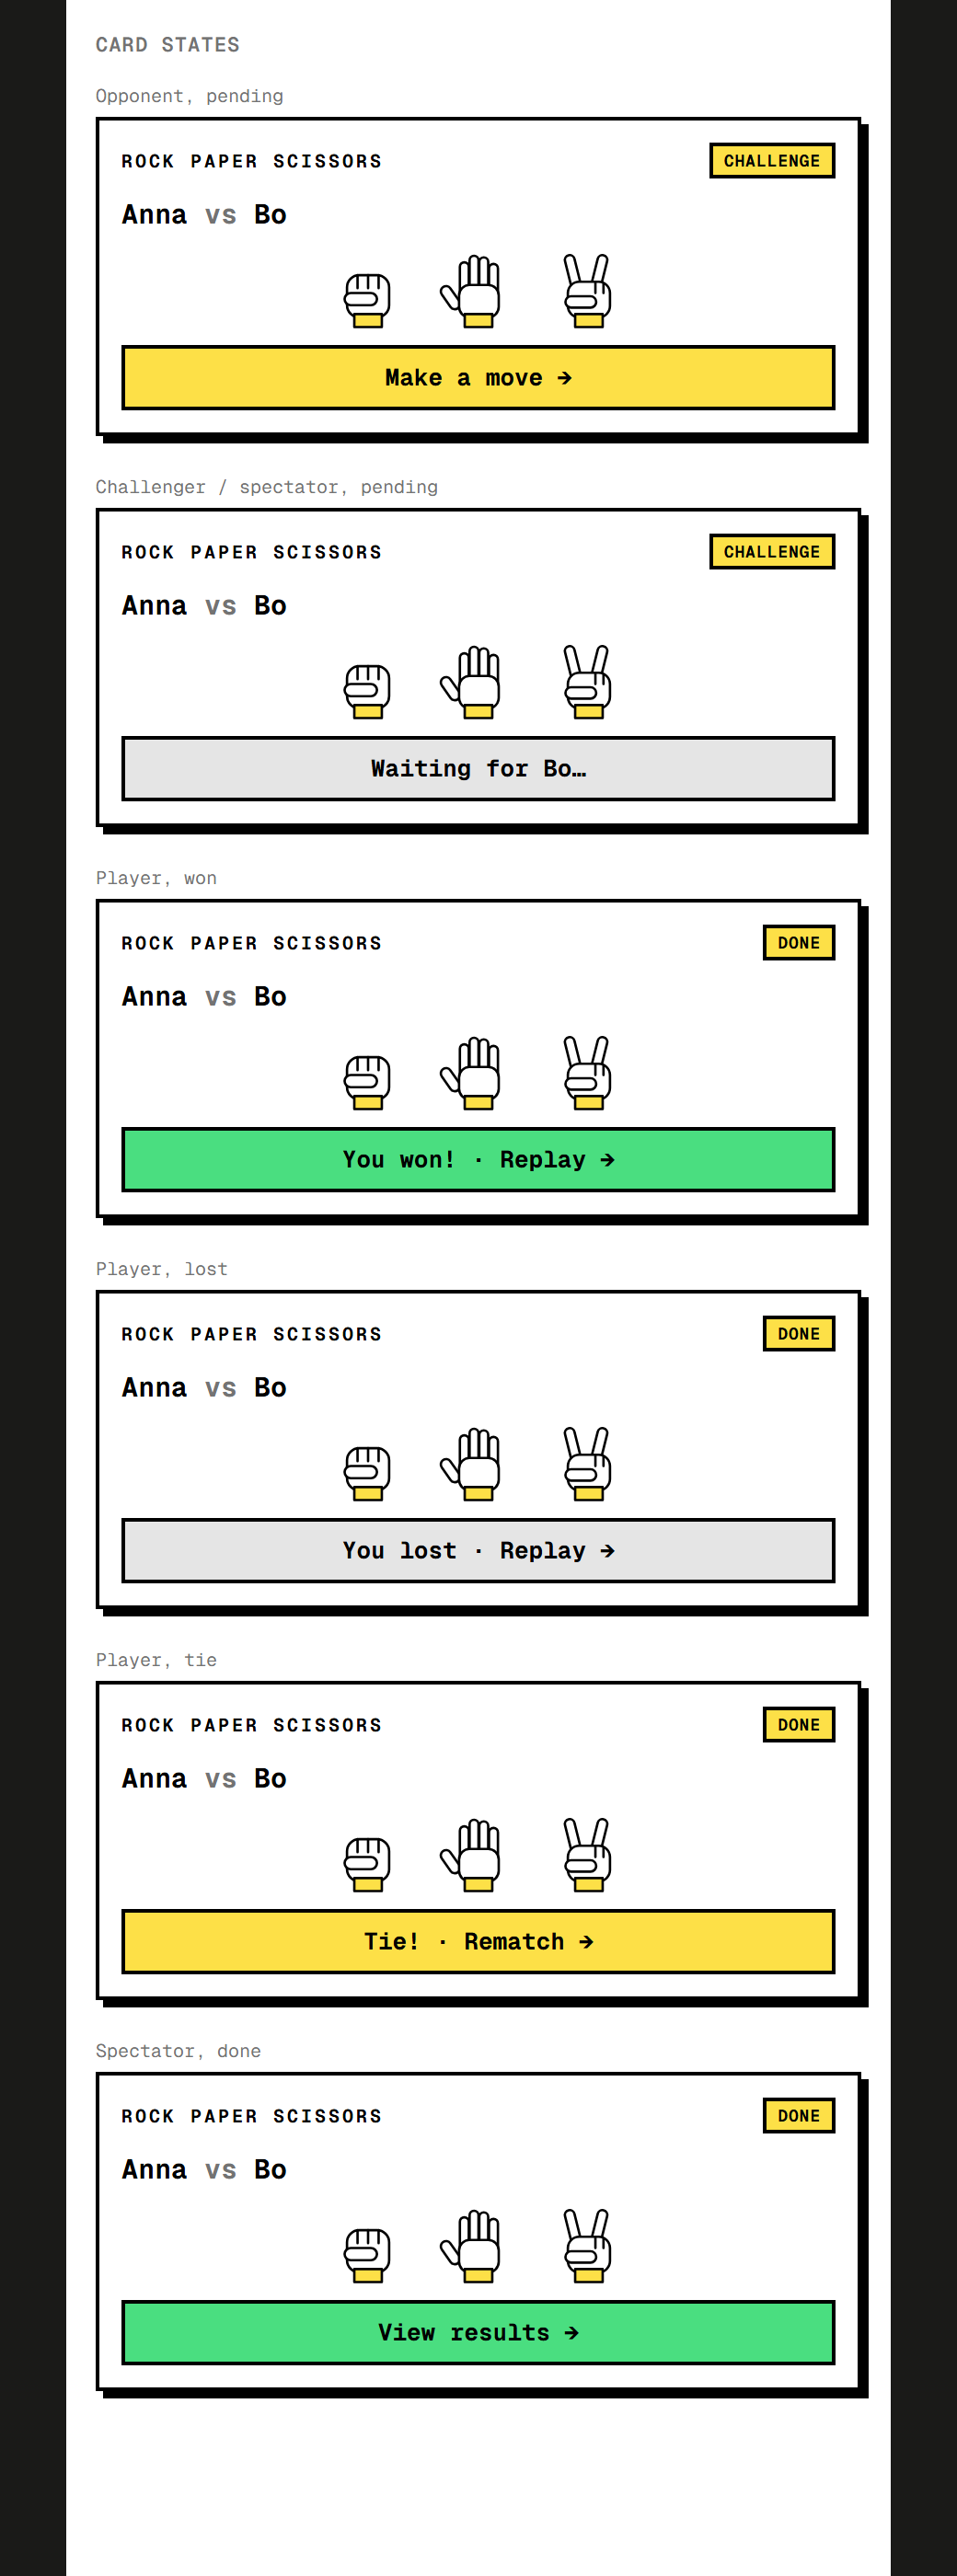 CARD STATES
Opponent, pending
ROCK PAPER SCISSORS
CHALLENGE
Anna vs Bo
Make a move →
Challenger / spectator, pending
ROCK PAPER SCISSORS
CHALLENGE
Anna vs Bo
Waiting for Bo…
Player, won
ROCK PAPER SCISSORS
DONE
Anna vs Bo
You won! · Replay →
Player, lost
ROCK PAPER SCISSORS
DONE
Anna vs Bo
You lost · Replay →
Player, tie
ROCK PAPER SCISSORS
DONE
Anna vs Bo
Tie! · Rematch →
Spectator, done
ROCK PAPER SCISSORS
DONE
Anna vs Bo
View results →